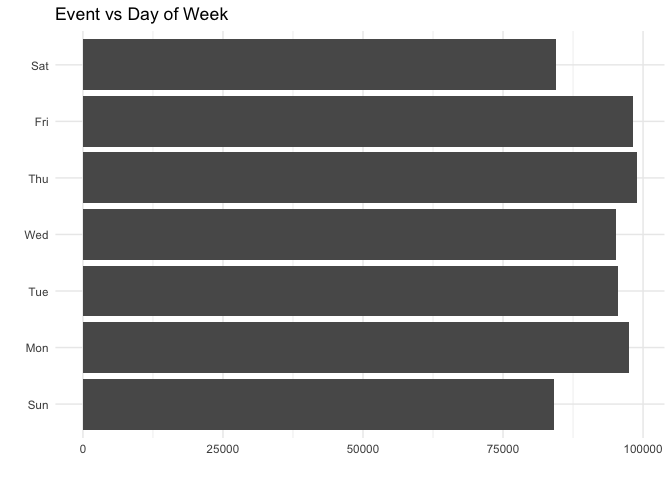 Event vs Day of Week
Sat
Fri
Thu
Wed
Tue
Mon
Sun
0 25000 50000 75000 100000